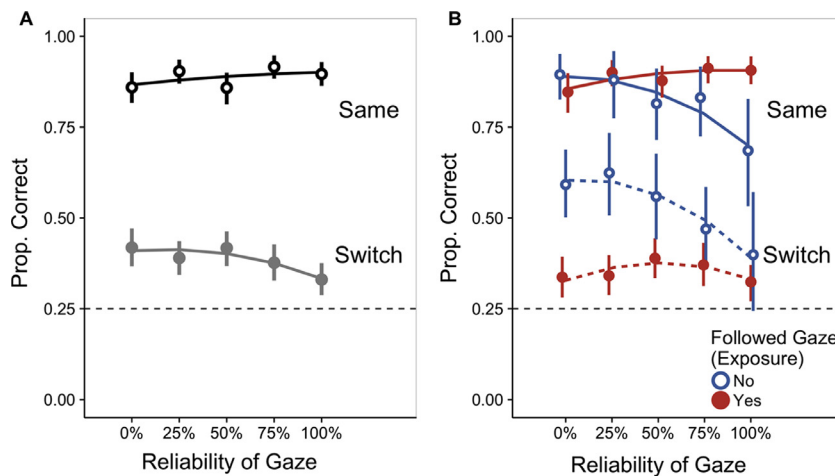 A
Prop. Correct
1.00
0.75
0.50
0.25
0.00
Same
Switch
0% 25% 50% 75% 100%
Reliability of Gaze
B
Prop. Correct
1.00
0.75
0.50
0.25
0.00
Same
Switch
Followed Gaze
(Exposure)
No
Yes
0% 25% 50% 75% 100%
Reliability of Gaze